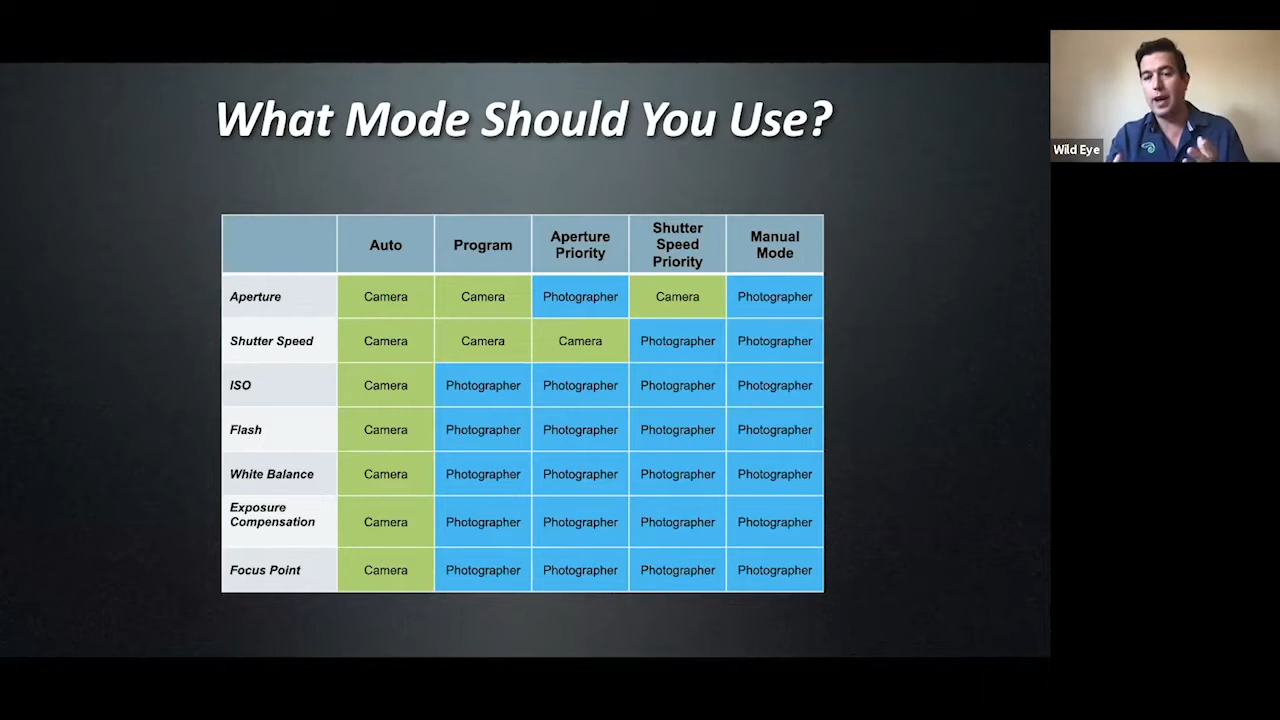 What Mode Should You Use?
Wild Eye
Auto Program Aperture Priority Shutter Speed Priority Manual Mode
Aperture Camera Camera Photographer Camera Photographer
Shutter Speed Camera Camera Camera Photographer Photographer
ISO Camera Photographer Photographer Photographer Photographer
Flash Camera Photographer Photographer Photographer Photographer
White Balance Camera Photographer Photographer Photographer Photographer
Exposure Compensation Camera Photographer Photographer Photographer Photographer
Focus Point Camera Photographer Photographer Photographer Photographer